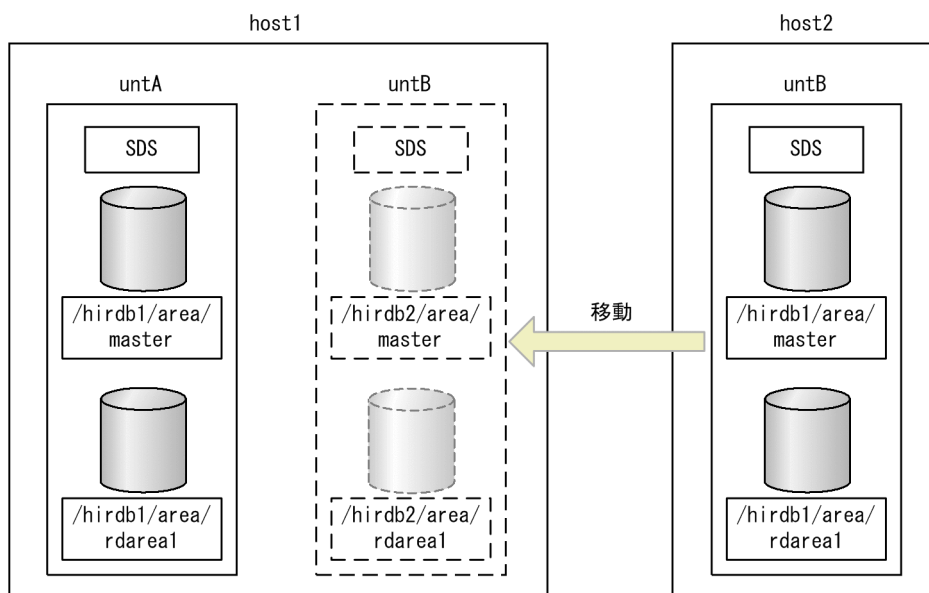 host1
host2
untA
untB
untB
SDS
SDS
SDS
/hirdb1/area/
master
/hirdb2/area/
master
移動
/hirdb1/area/
master
/hirdb1/area/
rdarea1
/hirdb2/area/
rdarea1
/hirdb1/area/
rdarea1